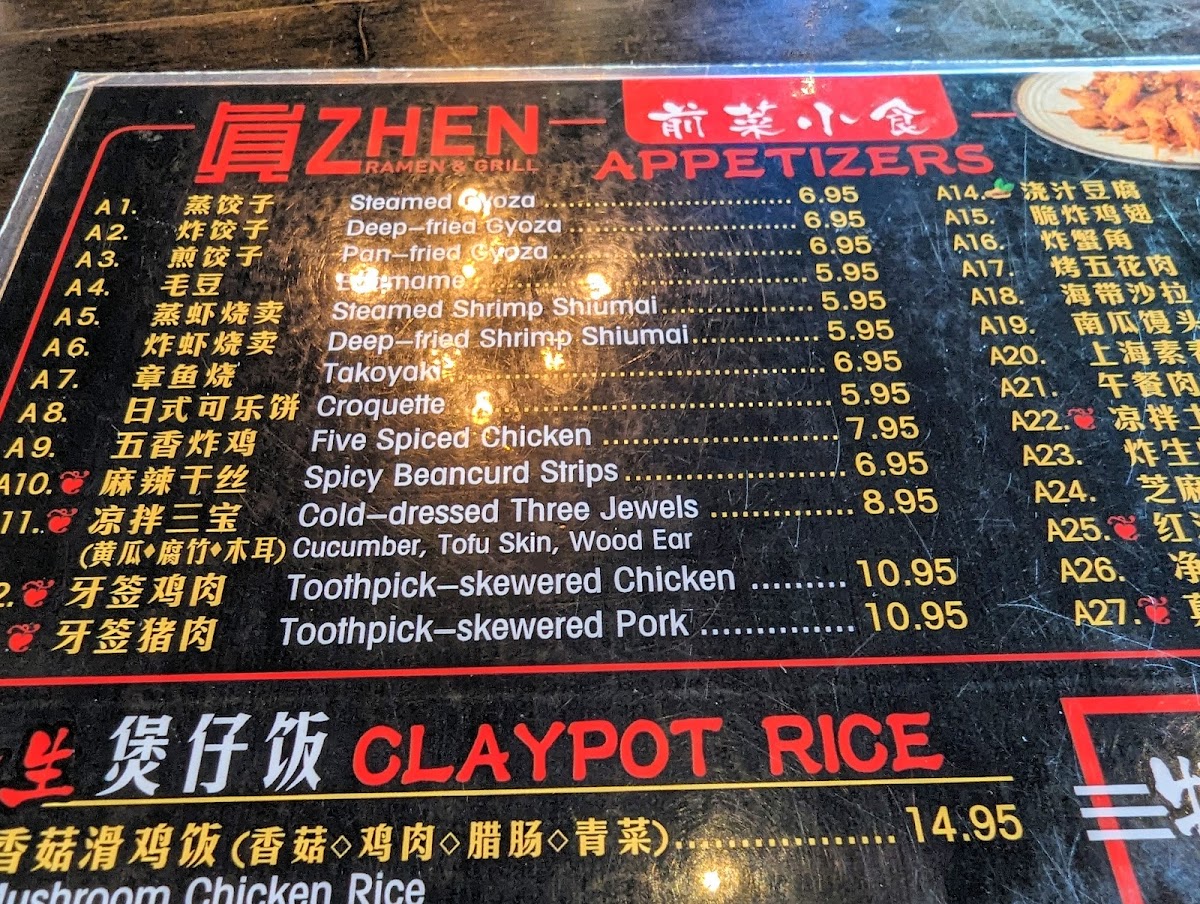 眞 ZHEN
RAMEN & GRILL
前菜小食
APPETIZERS
A1. 蒸饺子 Steamed Gyoza 6.95
A2. 炸饺子 Deep-fried Gyoza 6.95
A3. 煎饺子 Pan-fried Gyoza 6.95
A4. 毛豆 Edamame 5.95
A5. 蒸虾烧卖 Steamed Shrimp Shiumai 5.95
A6. 炸虾烧卖 Deep-fried Shrimp Shiumai 5.95
A7. 章鱼烧 Takoyaki 6.95
A8. 日式可乐饼 Croquette 5.95
A9. 五香炸鸡 Five Spiced Chicken 7.95
A10. 麻辣干丝 Spicy Beancurd Strips 6.95
11. 凉拌三宝 Cold-dressed Three Jewels 8.95
(黄瓜♦腐竹♦木耳) Cucumber, Tofu Skin, Wood Ear
2. 牙签鸡肉 Toothpick-skewered Chicken 10.95
牙签猪肉 Toothpick-skewered Pork 10.95
A14. 浇汁豆腐
A15. 脆炸鸡翅
A16. 炸蟹角
A17. 烤五花肉
A18. 海带沙拉
A19. 南瓜馒头
A20. 上海素
A21. 午餐肉
A22. 凉拌
A23. 炸生
A24. 芝麻
A25. 红
A26. 净
A27.
生 煲仔饭 CLAYPOT RICE
香菇滑鸡饭 (香菇◇鸡肉◇腊肠◇青菜) 14.95
Mushroom Chicken Rice